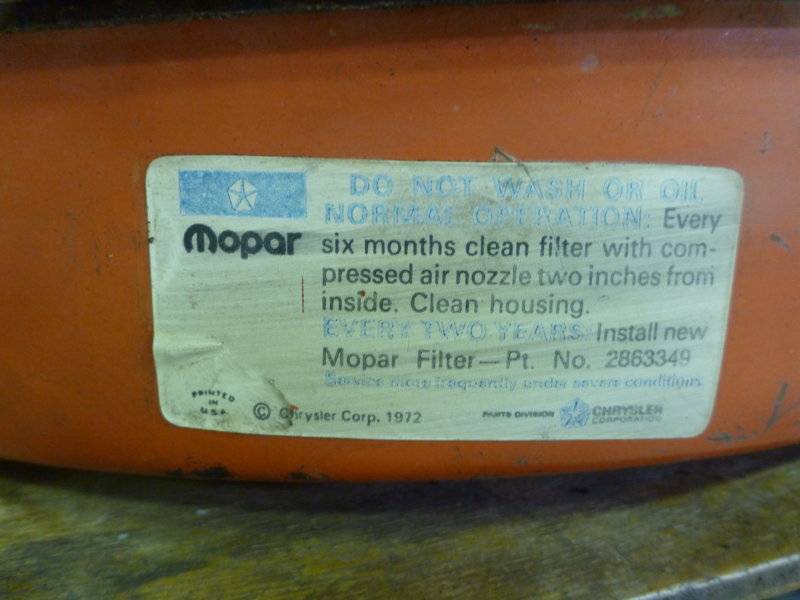 Mopar
DO NOT WASH OR OIL
NORMAL OPERATION: Every
six months clean filter with com-
pressed air nozzle two inches from
inside. Clean housing.
EVERY TWO YEARS: Install new
Mopar Filter—Pt. No. 2863349
Service more frequently under severe conditions.
PRINTED
IN
U.S.A.
© Chrysler Corp. 1972
PARTS DIVISION CHRYSLER
CORPORATION